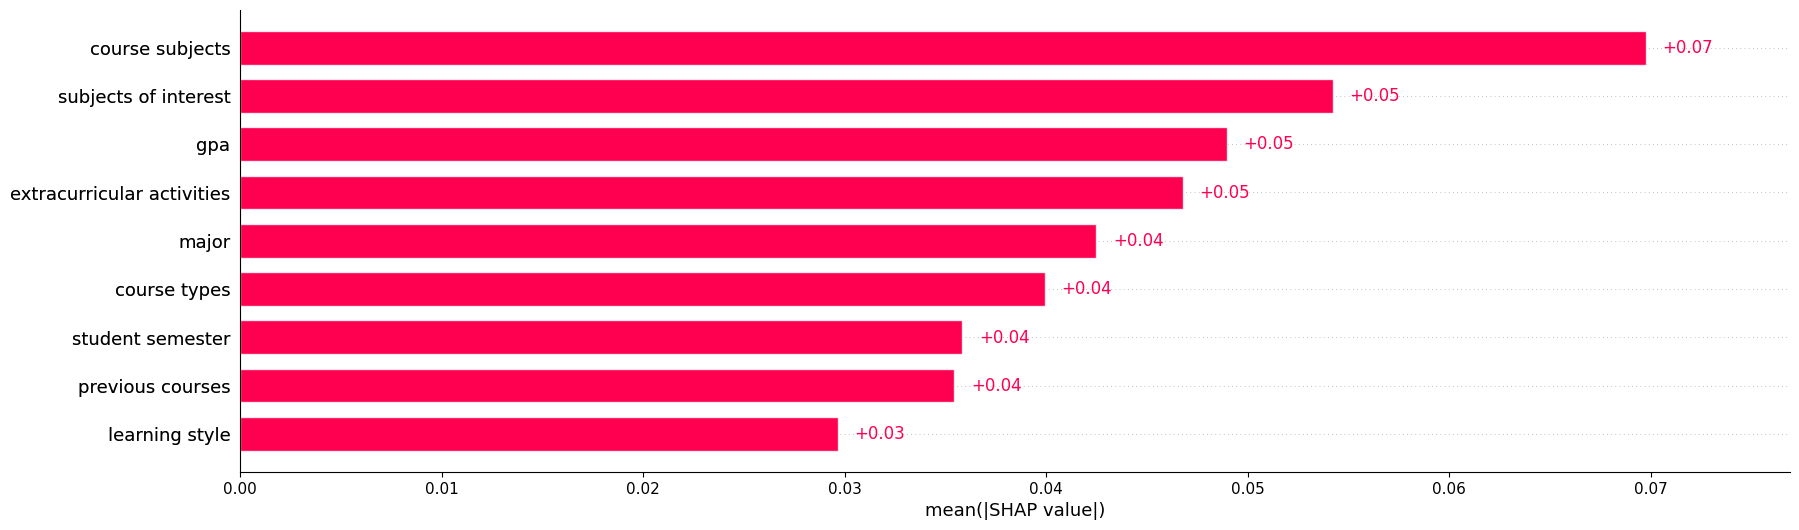 course subjects +0.07
subjects of interest +0.05
gpa +0.05
extracurricular activities +0.05
major +0.04
course types +0.04
student semester +0.04
previous courses +0.04
learning style +0.03
0.00 0.01 0.02 0.03 0.04 0.05 0.06 0.07
mean(|SHAP value|)